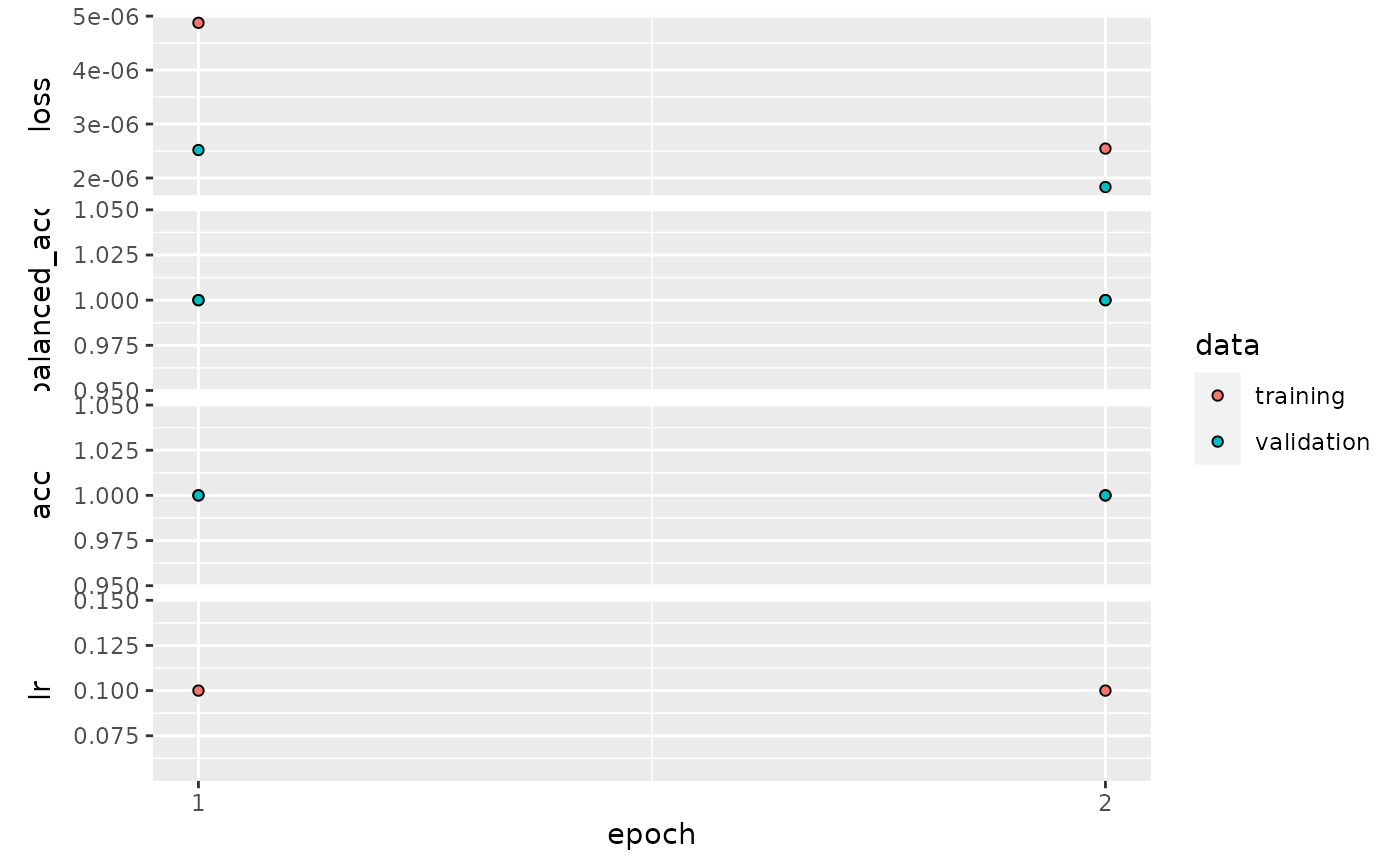 loss
5e-06
4e-06
3e-06
2e-06
balanced_acc
1.050
1.025
1.000
0.975
0.950
acc
1.050
1.025
1.000
0.975
0.950
lr
0.150
0.125
0.100
0.075
1
2
epoch
data
training
validation